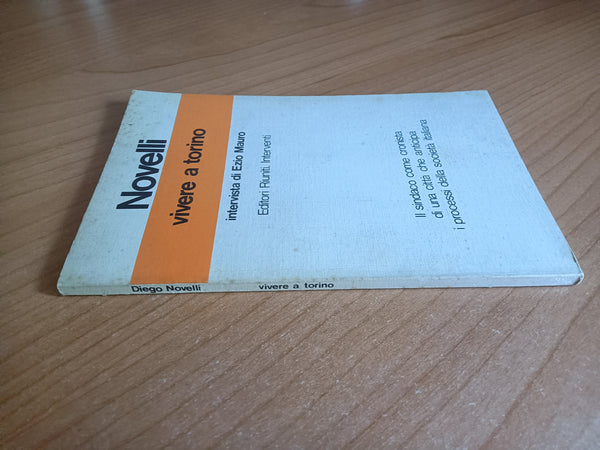 Novelli
vivere a torino
intervista di Ezio Mauro
Editori Riuniti. Interventi
Il sindaco come cronista
di una città che anticipa
i processi della società italiana
Diego Novelli vivere a torino